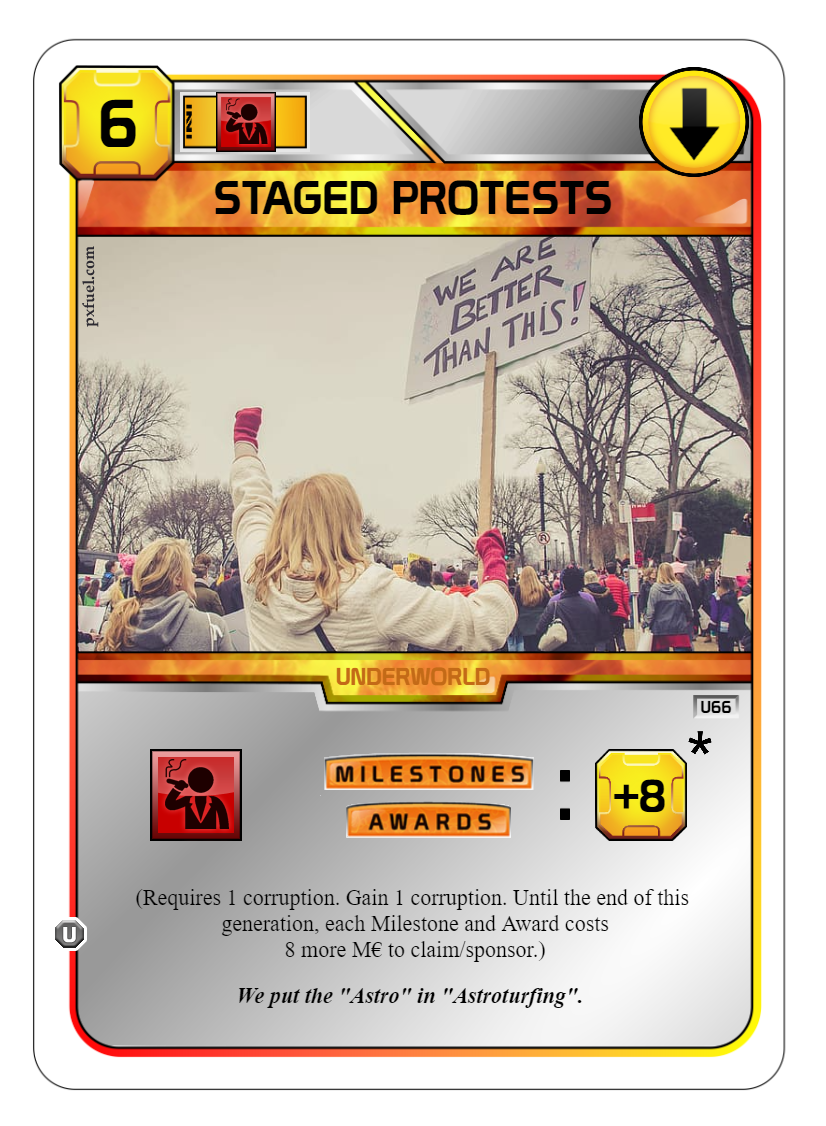 6
STAGED PROTESTS
pxfuel.com
WE ARE
BETTER
THAN THIS!
UNDERWORLD
U66
MILESTONES
AWARDS
: +8 *
(Requires 1 corruption. Gain 1 corruption. Until the end of this
generation, each Milestone and Award costs
8 more M€ to claim/sponsor.)
U
We put the "Astro" in "Astroturfing".